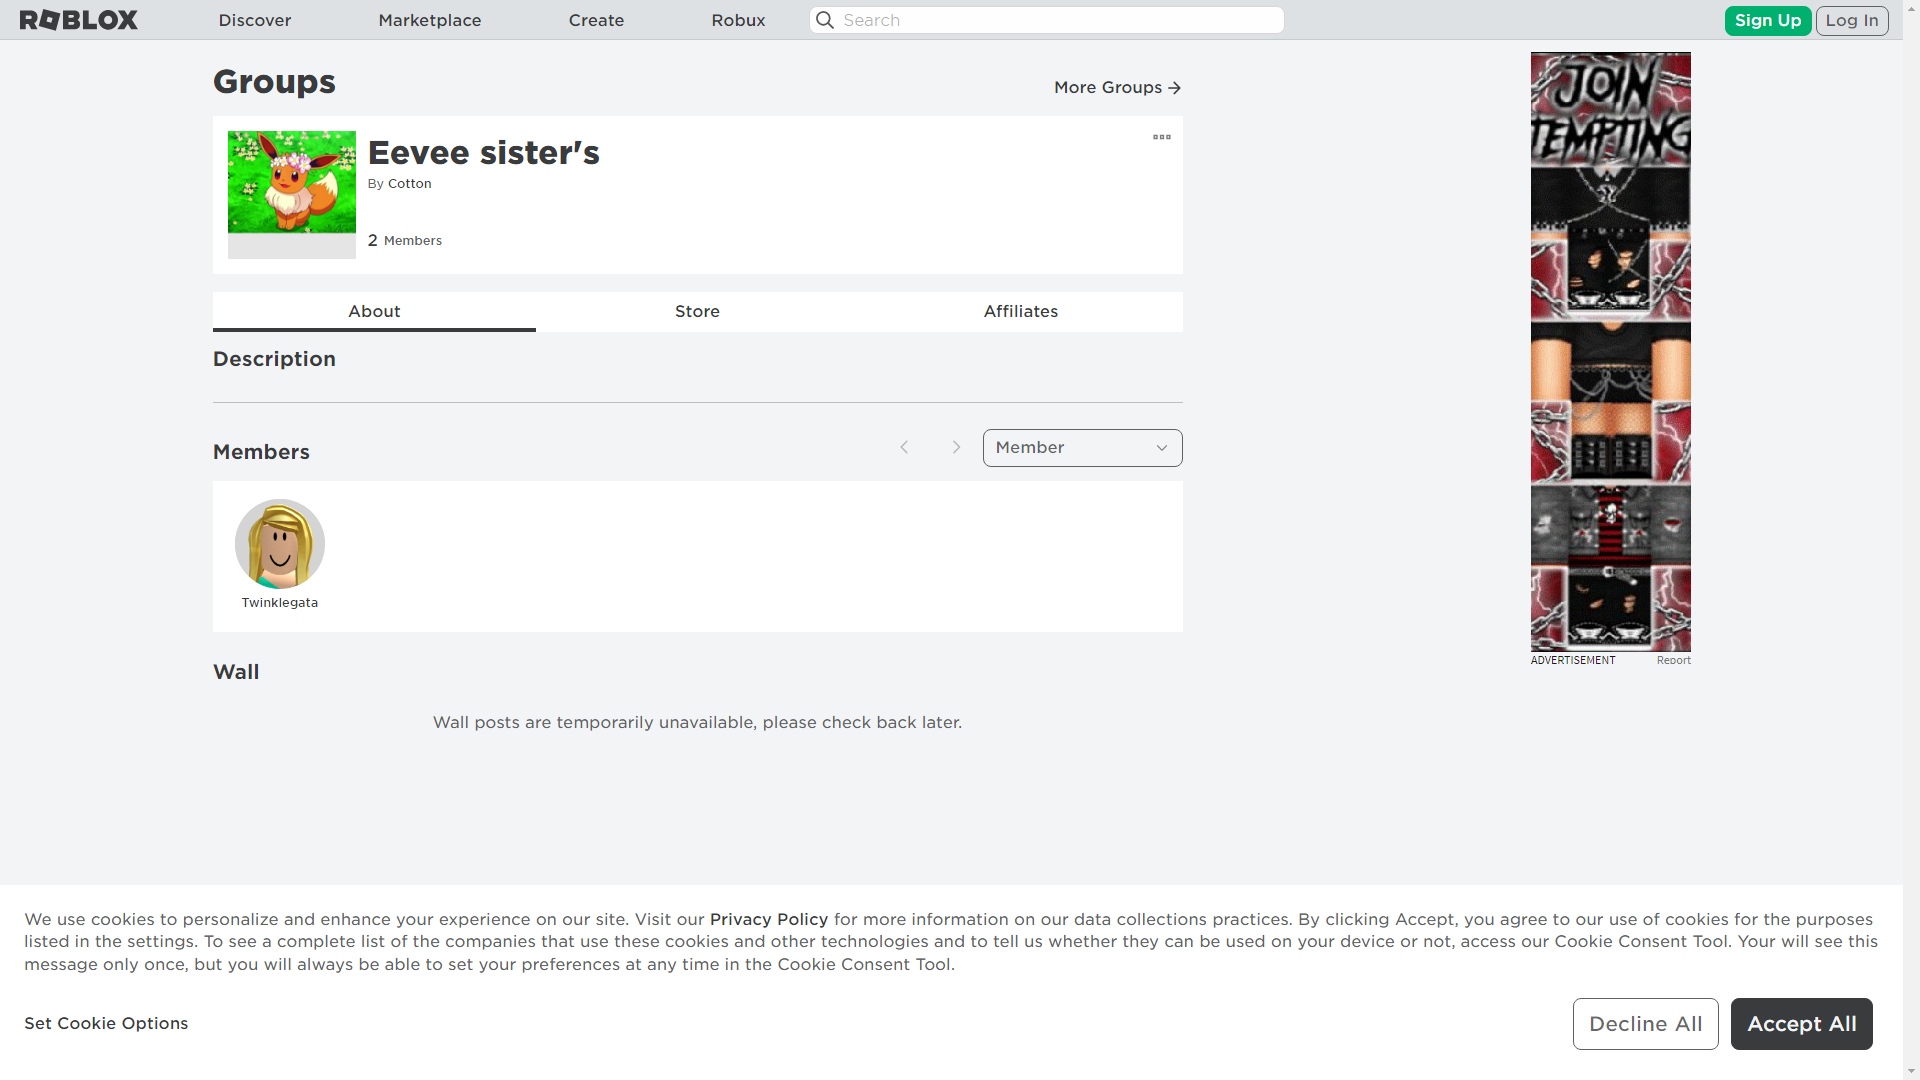 ROBLOX
Discover
Marketplace
Create
Robux
Search
Sign Up
Log In
Groups
More Groups
Eevee sister's
By Cotton
2 Members
About
Store
Affiliates
Description
Members
Member
Twinklegata
Wall
Wall posts are temporarily unavailable, please check back later.
JOIN
TEMPTING
ADVERTISEMENT
Report
We use cookies to personalize and enhance your experience on our site. Visit our Privacy Policy for more information on our data collections practices. By clicking Accept, you agree to our use of cookies for the purposes
listed in the settings. To see a complete list of the companies that use these cookies and other technologies and to tell us whether they can be used on your device or not, access our Cookie Consent Tool. Your will see this
message only once, but you will always be able to set your preferences at any time in the Cookie Consent Tool.
Set Cookie Options
Decline All
Accept All